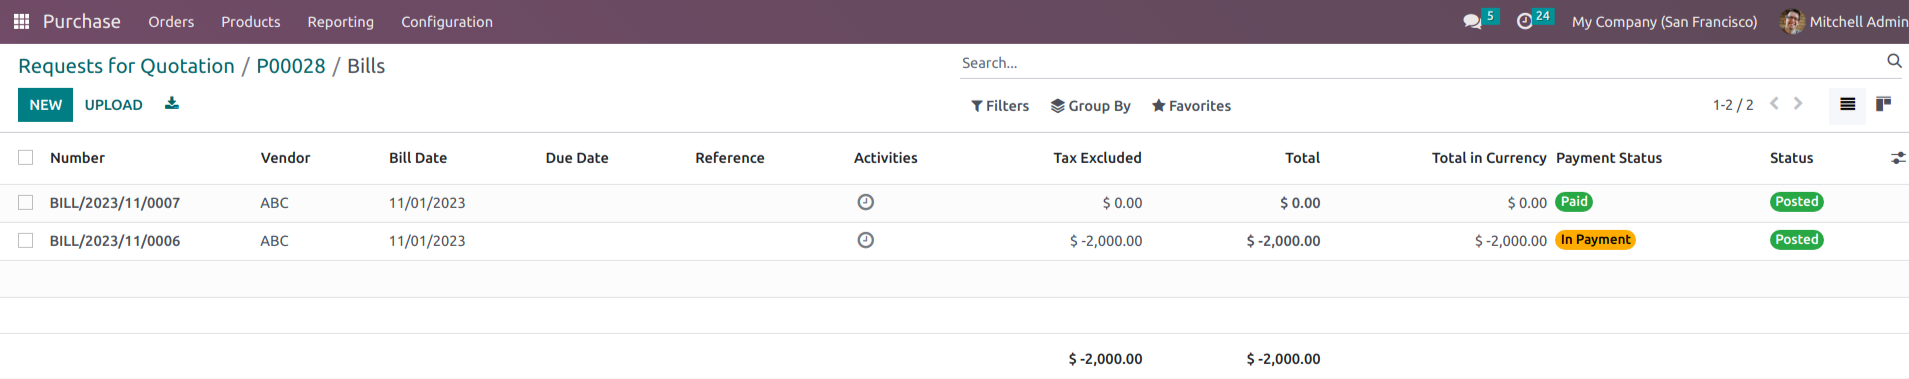 Purchase Orders Products Reporting Configuration 5 24 My Company (San Francisco) Mitchell Admin
Requests for Quotation / P00028 / Bills Search...
NEW UPLOAD Filters Group By Favorites 1-2 / 2
Number Vendor Bill Date Due Date Reference Activities Tax Excluded Total Total in Currency Payment Status Status
BILL/2023/11/0007 ABC 11/01/2023 $ 0.00 $ 0.00 $ 0.00 Paid Posted
BILL/2023/11/0006 ABC 11/01/2023 $ -2,000.00 $ -2,000.00 $ -2,000.00 In Payment Posted
$ -2,000.00 $ -2,000.00